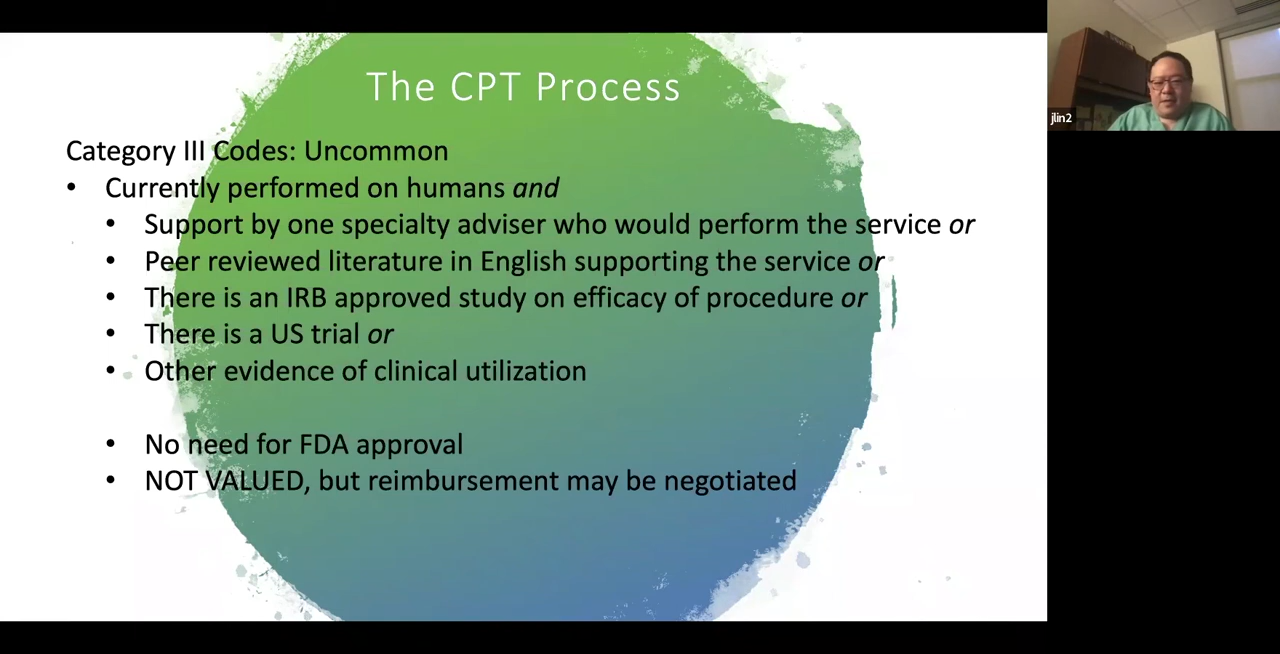 The CPT Process
Category III Codes: Uncommon
• Currently performed on humans and
• Support by one specialty adviser who would perform the service or
• Peer reviewed literature in English supporting the service or
• There is an IRB approved study on efficacy of procedure or
• There is a US trial or
• Other evidence of clinical utilization
• No need for FDA approval
• NOT VALUED, but reimbursement may be negotiated
jlin2